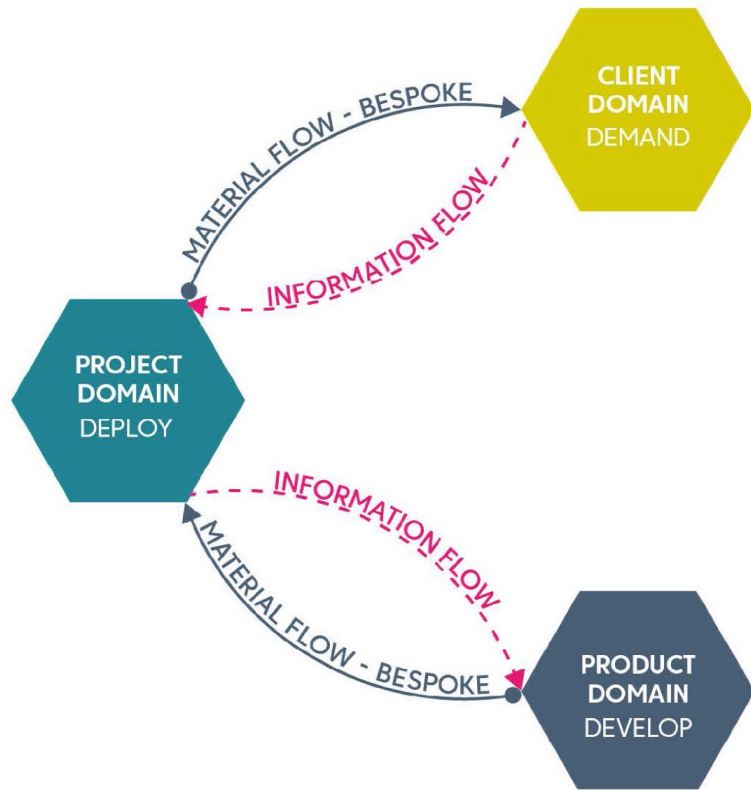 CLIENT
DOMAIN
DEMAND
MATERIAL FLOW - BESPOKE
INFORMATION FLOW
PROJECT
DOMAIN
DEPLOY
INFORMATION FLOW
MATERIAL FLOW - BESPOKE
PRODUCT
DOMAIN
DEVELOP